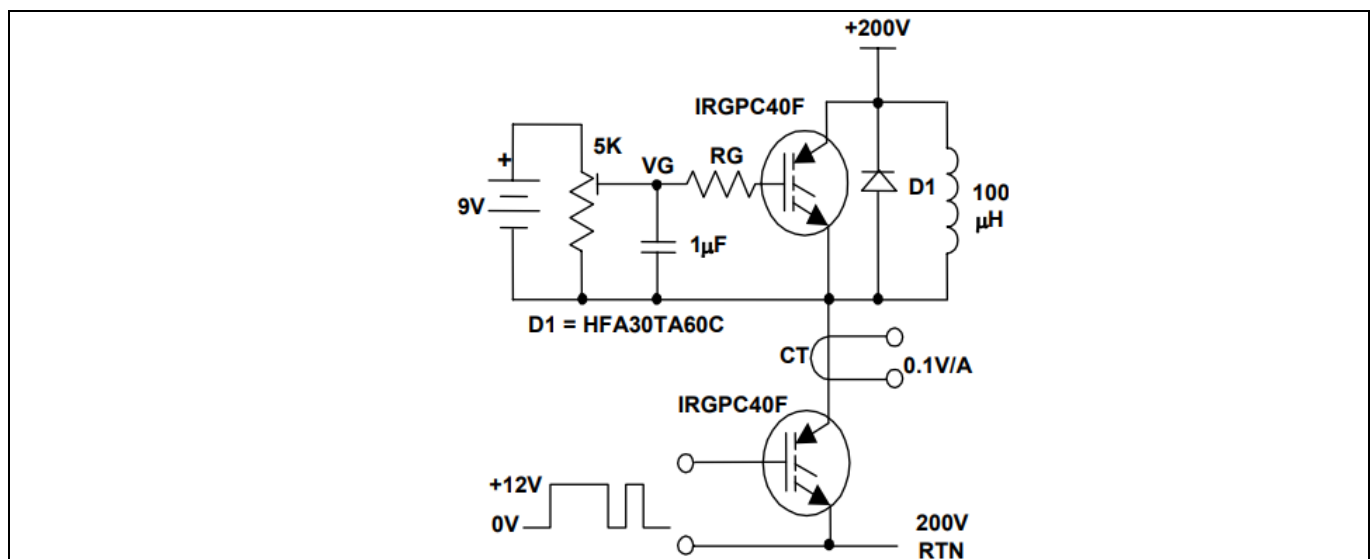 +200V
IRGPC40F
+
5K
VG
RG
D1
100
µH
9V
1µF
D1 = HFA30TA60C
CT
0.1V/A
IRGPC40F
+12V
0V
200V
RTN